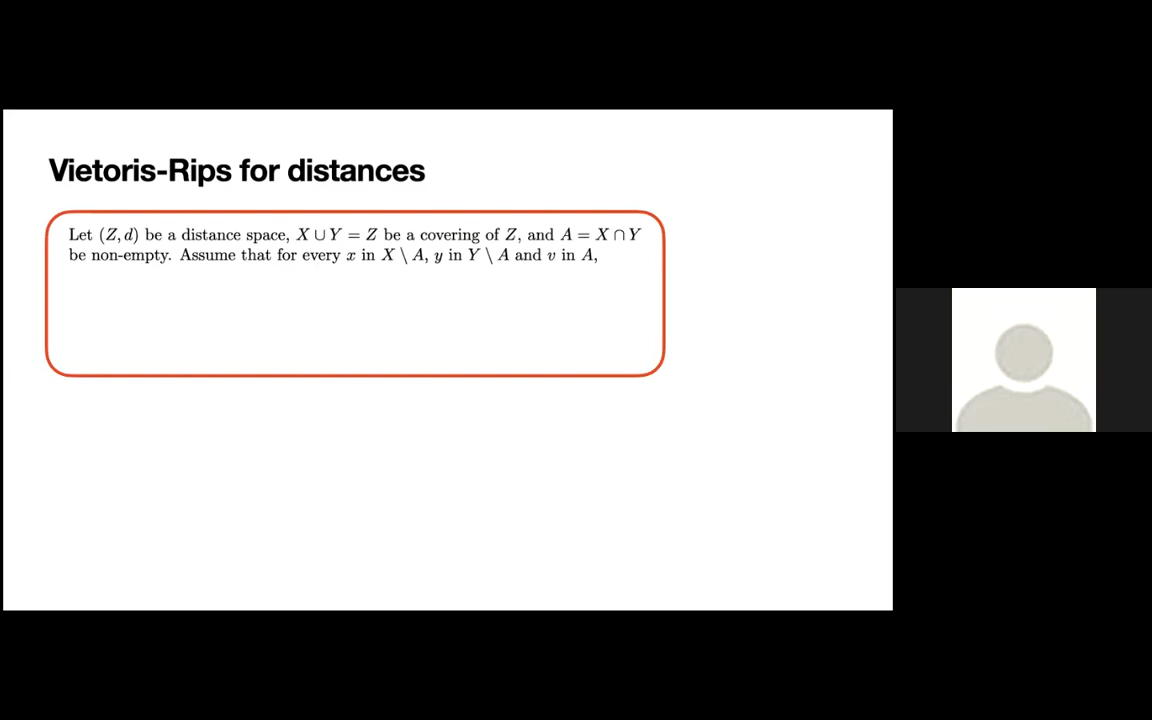 Vietoris-Rips for distances
Let (Z, d) be a distance space, X ∪ Y = Z be a covering of Z, and A = X ∩ Y
be non-empty. Assume that for every x in X \ A, y in Y \ A and v in A,